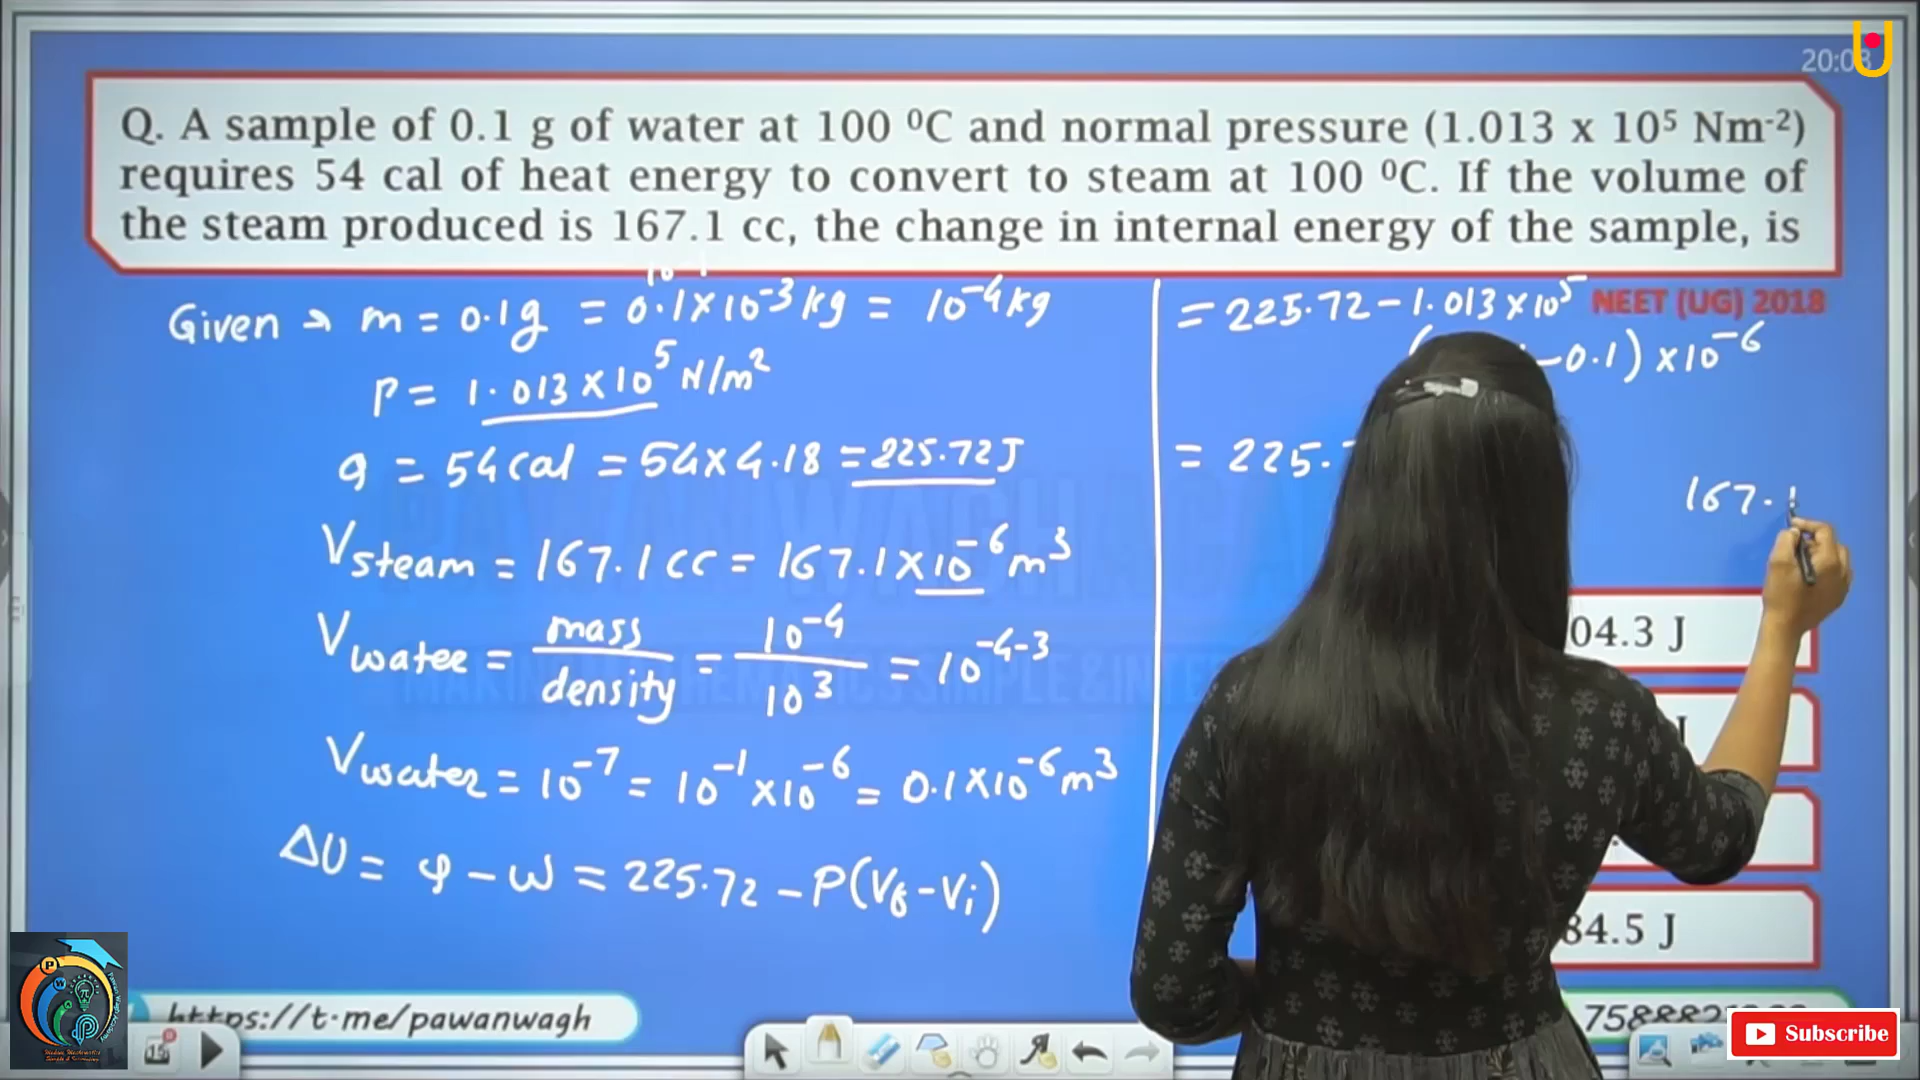 20:03
Q. A sample of 0.1 g of water at 100 ⁰C and normal pressure (1.013 x 10⁵ Nm⁻²)
requires 54 cal of heat energy to convert to steam at 100 ⁰C. If the volume of
the steam produced is 167.1 cc, the change in internal energy of the sample, is
NEET (UG) 2018
10⁻¹
Given → m = 0.1g = 0.1×10⁻³kg = 10⁻⁴kg
P = 1.013×10⁵ N/m²
q = 54cal = 54×4.18 = 225.72J
Vsteam = 167.1cc = 167.1×10⁻⁶m³
Vwater = mass/density = 10⁻⁴/10³ = 10⁻⁴⁻³
Vwater = 10⁻⁷ = 10⁻¹×10⁻⁶ = 0.1×10⁻⁶m³
ΔU = φ - W = 225.72 - P(Vf - Vi)
= 225.72 - 1.013×10⁵
- 0.1)×10⁻⁶
= 225.
167.1
04.3 J
J
84.5 J
https://t.me/pawanwagh
Subscribe